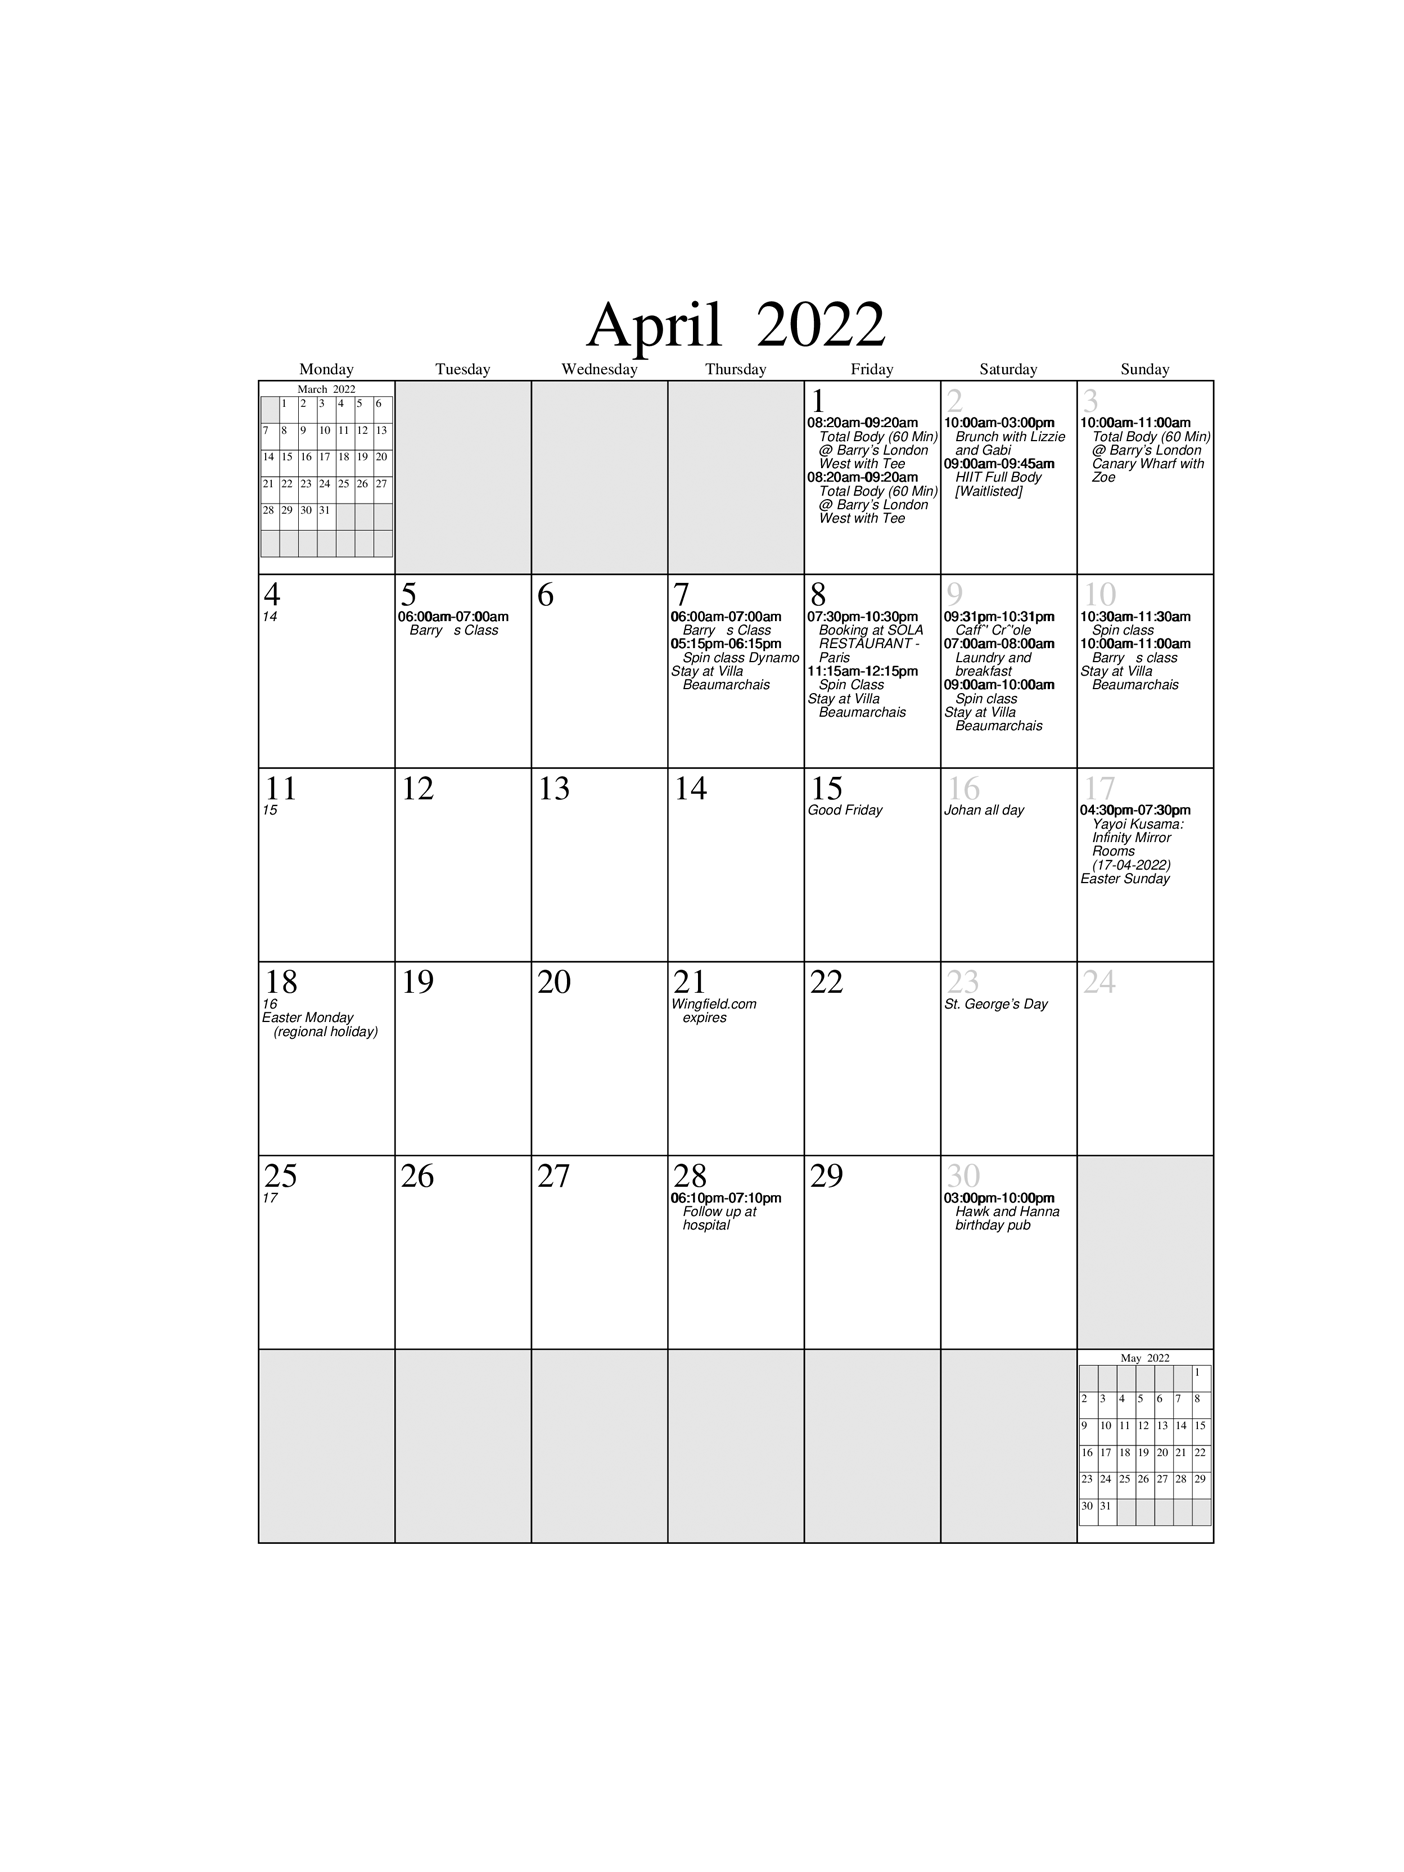 April 2022
Monday Tuesday Wednesday Thursday Friday Saturday Sunday
March 2022
1 2 3 4 5 6
7 8 9 10 11 12 13
14 15 16 17 18 19 20
21 22 23 24 25 26 27
28 29 30 31
1
08:20am-09:20am
Total Body (60 Min)
@ Barry's London
West with Tee
08:20am-09:20am
Total Body (60 Min)
@ Barry's London
West with Tee
2
10:00am-03:00pm
Brunch with Lizzie
and Gabi
09:00am-09:45am
HIIT Full Body
[Waitlisted]
3
10:00am-11:00am
Total Body (60 Min)
@ Barry's London
Canary Wharf with
Zoe
4
14
5
06:00am-07:00am
Barry s Class
6
7
06:00am-07:00am
Barry s Class
05:15pm-06:15pm
Spin class Dynamo
Stay at Villa
Beaumarchais
8
07:30pm-10:30pm
Booking at SOLA
RESTAURANT -
Paris
11:15am-12:15pm
Spin Class
Stay at Villa
Beaumarchais
9
09:31pm-10:31pm
Caffˆ' Crˆ'ole
07:00am-08:00am
Laundry and
breakfast
09:00am-10:00am
Spin class
Stay at Villa
Beaumarchais
10
10:30am-11:30am
Spin class
10:00am-11:00am
Barry s class
Stay at Villa
Beaumarchais
11
15
12
13
14
15
Good Friday
16
Johan all day
17
04:30pm-07:30pm
Yayoi Kusama:
Infinity Mirror
Rooms
(17-04-2022)
Easter Sunday
18
16
Easter Monday
(regional holiday)
19
20
21
Wingfield.com
expires
22
23
St. George's Day
24
25
17
26
27
28
06:10pm-07:10pm
Follow up at
hospital
29
30
03:00pm-10:00pm
Hawk and Hanna
birthday pub
May 2022
1
2 3 4 5 6 7 8
9 10 11 12 13 14 15
16 17 18 19 20 21 22
23 24 25 26 27 28 29
30 31